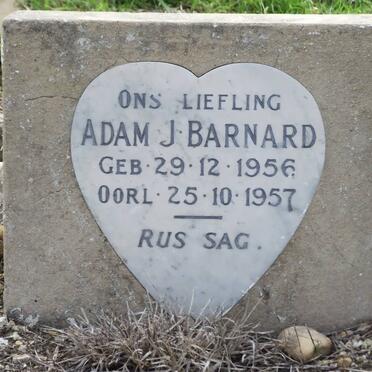 ONS LIEFLING
ADAM J BARNARD
GEB·29·12·1956
OORL·25·10·1957
RUS SAG.